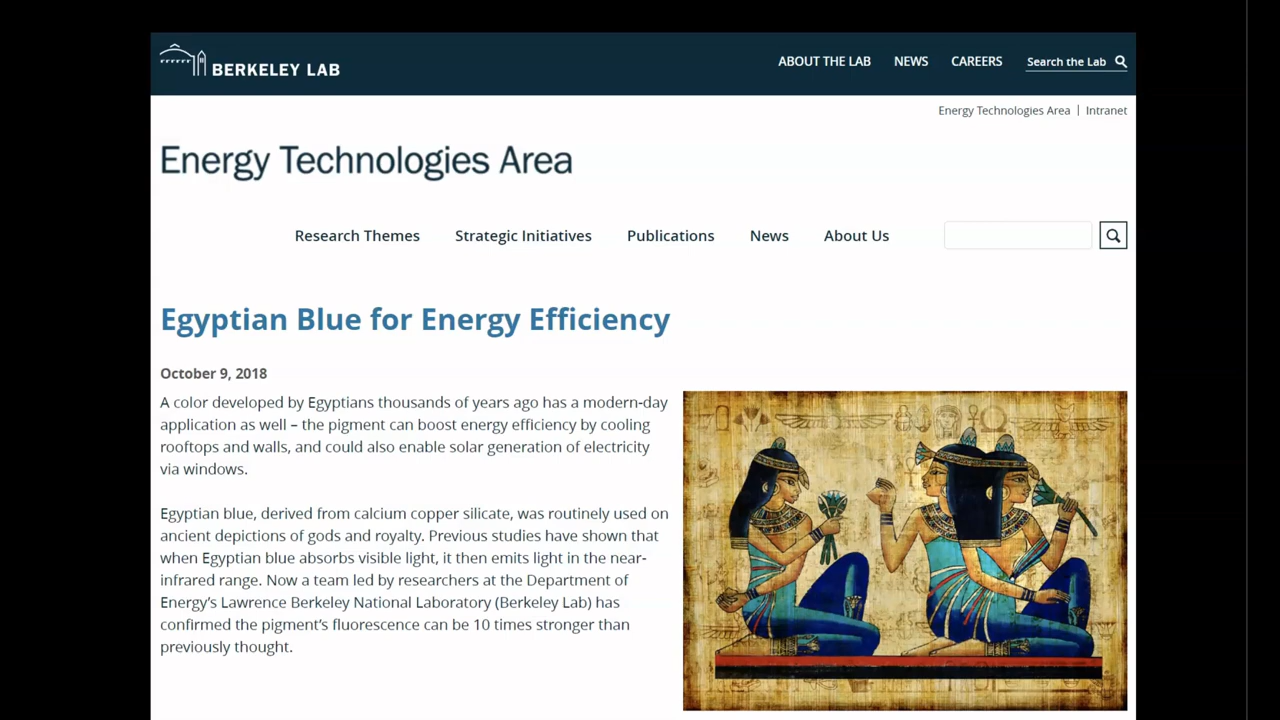 BERKELEY LAB
ABOUT THE LAB NEWS CAREERS Search the Lab
Energy Technologies Area | Intranet
Energy Technologies Area
Research Themes Strategic Initiatives Publications News About Us
Egyptian Blue for Energy Efficiency
October 9, 2018
A color developed by Egyptians thousands of years ago has a modern-day
application as well – the pigment can boost energy efficiency by cooling
rooftops and walls, and could also enable solar generation of electricity
via windows.
Egyptian blue, derived from calcium copper silicate, was routinely used on
ancient depictions of gods and royalty. Previous studies have shown that
when Egyptian blue absorbs visible light, it then emits light in the near-
infrared range. Now a team led by researchers at the Department of
Energy’s Lawrence Berkeley National Laboratory (Berkeley Lab) has
confirmed the pigment’s fluorescence can be 10 times stronger than
previously thought.